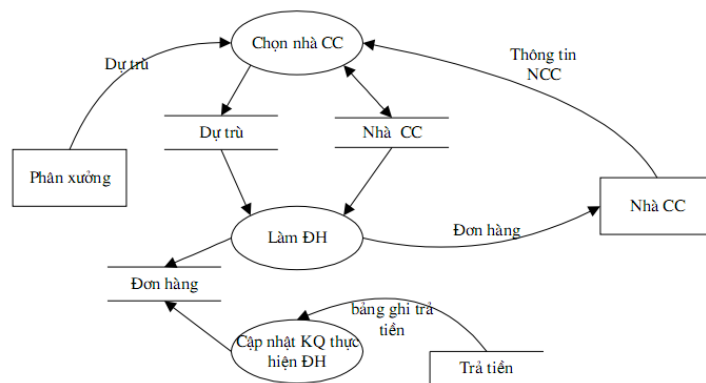 Chọn nhà CC
Dự trù
Thông tin
NCC
Dự trù
Nhà CC
Phân xưởng
Nhà CC
Làm ĐH
Đơn hàng
Đơn hàng
bảng ghi trả
tiền
Cập nhật KQ thực
hiện ĐH
Trả tiền